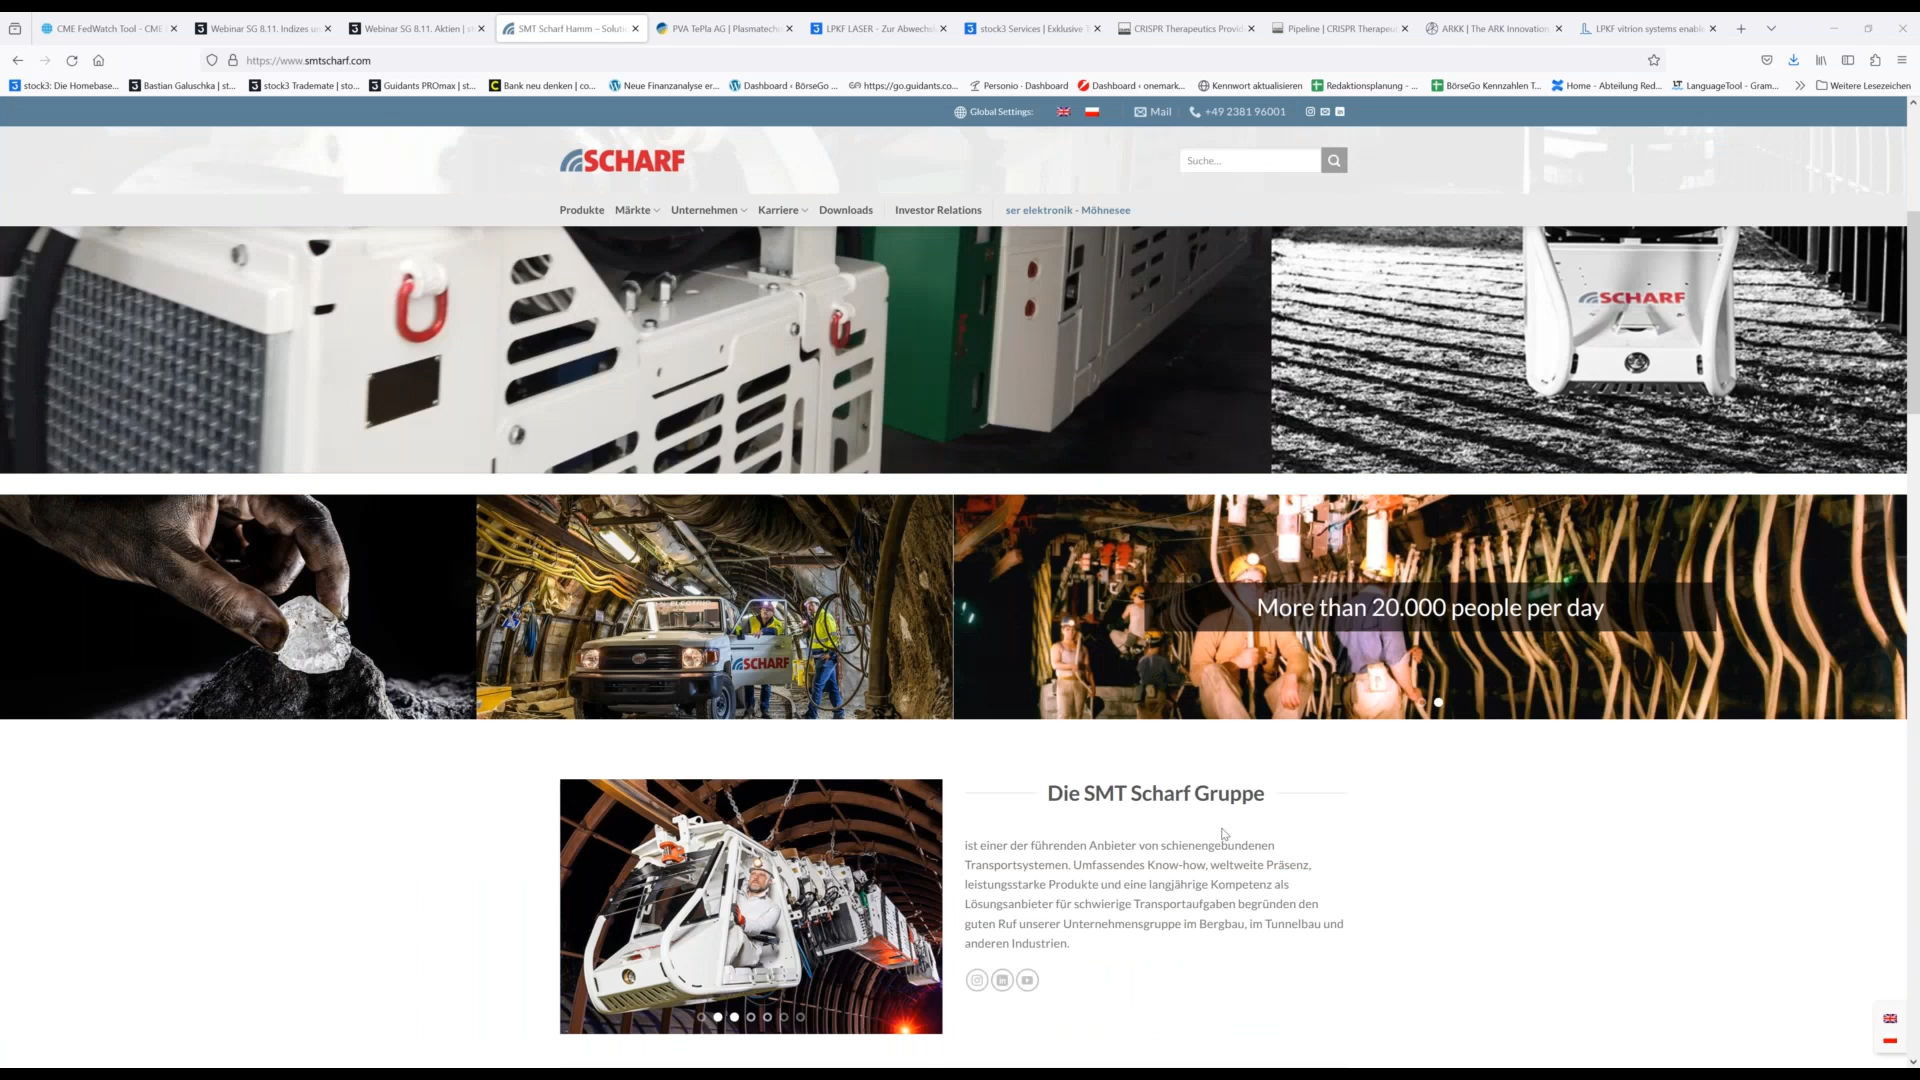 CME FedWatch Tool - CME
Webinar SG 8.11. Indizes un
Webinar SG 8.11. Aktien | st
SMT Scharf Hamm – Soluti
PVA TePla AG | Plasmatech
LPKF LASER - Zur Abwechsl
stock3 Services | Exklusive T
CRISPR Therapeutics Provid
Pipeline | CRISPR Therapeut
ARKK | The ARK Innovation
LPKF vitrion systems enable
https://www.smtscharf.com
stock3: Die Homebase...
Bastian Galuschka | st...
stock3 Trademate | sto...
Guidants PROmax | st...
Bank neu denken | co...
Neue Finanzanalyse er...
Dashboard ‹ BörseGo ...
https://go.guidants.co...
Personio · Dashboard
Dashboard ‹ onemark...
Kennwort aktualisieren
Redaktionsplanung - ...
BörseGo Kennzahlen T...
Home - Abteilung Red...
LanguageTool - Gram...
Weitere Lesezeichen
Global Settings:
Mail
+49 2381 96001
SCHARF
Suche...
Produkte Märkte Unternehmen Karriere Downloads Investor Relations ser elektronik - Möhnesee
SCHARF
SCHARF
More than 20.000 people per day
Die SMT Scharf Gruppe
ist einer der führenden Anbieter von schienengebundenen
Transportsystemen. Umfassendes Know-how, weltweite Präsenz,
leistungsstarke Produkte und eine langjährige Kompetenz als
Lösungsanbieter für schwierige Transportaufgaben begründen den
guten Ruf unserer Unternehmensgruppe im Bergbau, im Tunnelbau und
anderen Industrien.